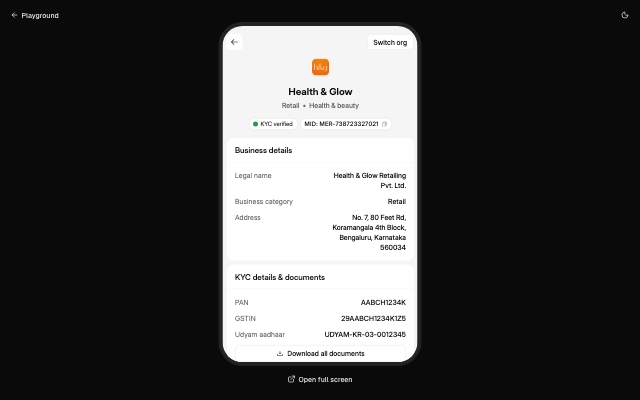 Playground
Switch org
h&g
Health & Glow
Retail • Health & beauty
KYC verified
MID: MER-738723327021
Business details
Legal name
Health & Glow Retailing
Pvt. Ltd.
Business category
Retail
Address
No. 7, 80 Feet Rd,
Koramangala 4th Block,
Bengaluru, Karnataka
560034
KYC details & documents
PAN
AABCH1234K
GSTIN
29AABCH1234K1Z5
Udyam aadhaar
UDYAM-KR-03-0012345
Download all documents
Open full screen